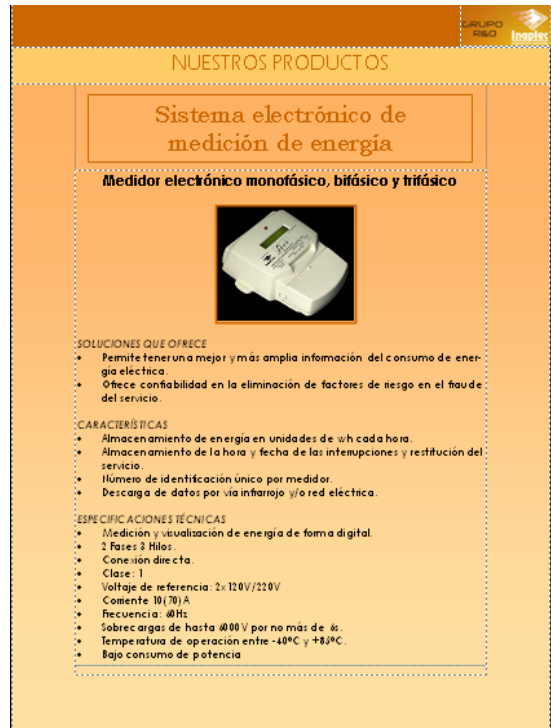 GRUPO
R&O
Ingelec
NUESTROS PRODUCTOS
Sistema electrónico de
medición de energía
Medidor electrónico monofásico, bifásico y trifásico
SOLUCIONES QUE OFRECE
• Permite tener una mejor y más amplia información del consumo de ener-
gía eléctrica.
• Ofrece confiabilidad en la eliminación de factores de riesgo en el fraude
del servicio.
CARACTERÍSTICAS
• Almacenamiento de energía en unidades de wh cada hora.
• Almacenamiento de la hora y fecha de las interrupciones y restitución del
servicio.
• Número de identificación único por medidor.
• Descarga de datos por vía infrarrojo y/o red eléctrica.
ESPECIFICACIONES TÉCNICAS
• Medición y visualización de energía de forma digital.
• 2 Fases 3 Hilos.
• Conexión directa.
• Clase: 1
• Voltaje de referencia: 2x120V/220V
• Corriente 10(70)A
• Frecuencia: 60Hz
• Sobrecargas de hasta 6000V por no más de 6s.
• Temperatura de operación entre -40ºC y +85ºC.
• Bajo consumo de potencia